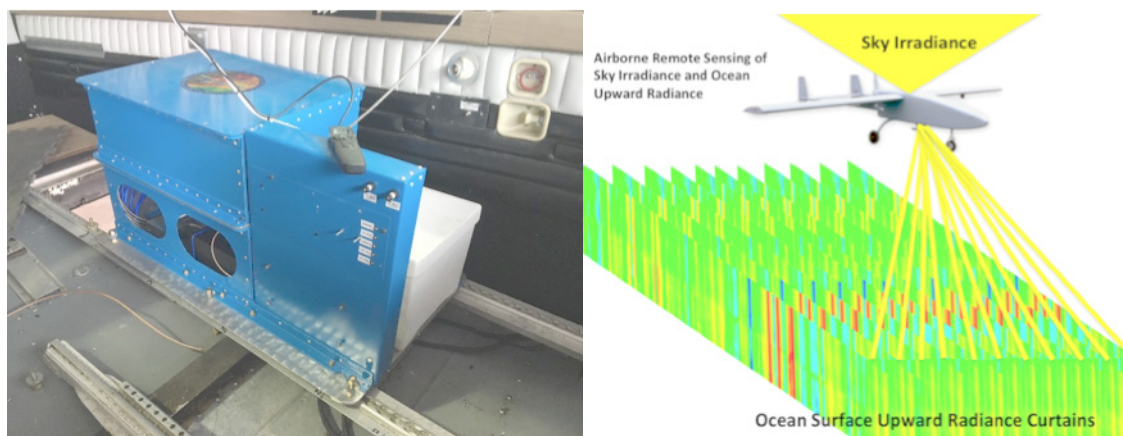 Airborne Remote Sensing of
Sky Irradiance and Ocean
Upward Radiance
Sky Irradiance
Ocean Surface Upward Radiance Curtains